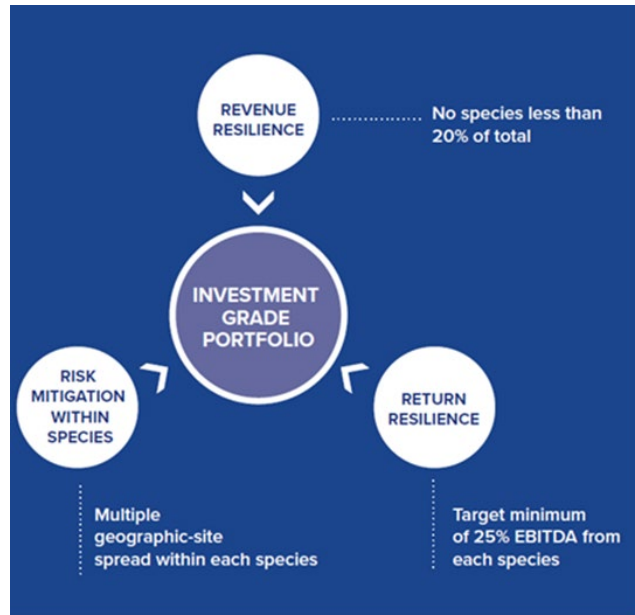 REVENUE
RESILIENCE
No species less than
20% of total
INVESTMENT
GRADE
PORTFOLIO
RISK
MITIGATION
WITHIN
SPECIES
RETURN
RESILIENCE
Multiple
geographic-site
spread within each species
Target minimum
of 25% EBITDA from
each species